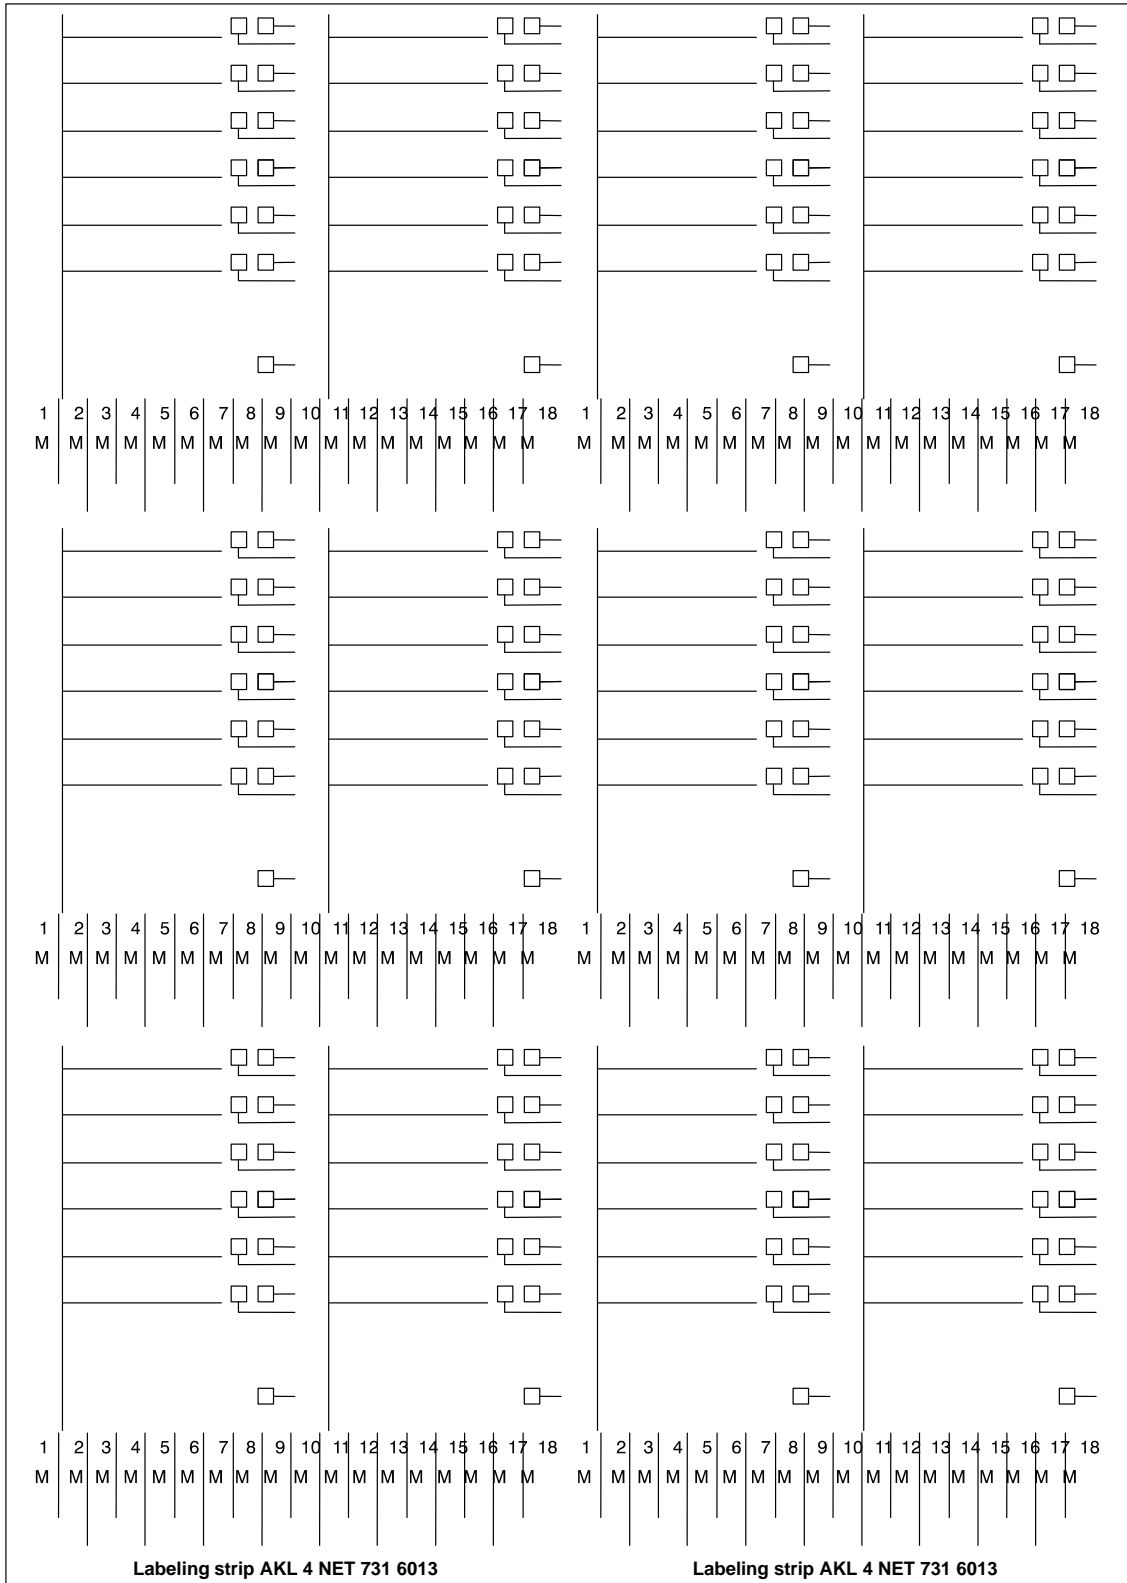 1 2 3 4 5 6 7 8 9 10 11 12 13 14 15 16 17 18 1 2 3 4 5 6 7 8 9 10 11 12 13 14 15 16 17 18
M M M M M M M M M M M M M M M M M M M M M M M M M M M M M M M M M M M M
1 2 3 4 5 6 7 8 9 10 11 12 13 14 15 16 17 18 1 2 3 4 5 6 7 8 9 10 11 12 13 14 15 16 17 18
M M M M M M M M M M M M M M M M M M M M M M M M M M M M M M M M M M M M
1 2 3 4 5 6 7 8 9 10 11 12 13 14 15 16 17 18 1 2 3 4 5 6 7 8 9 10 11 12 13 14 15 16 17 18
M M M M M M M M M M M M M M M M M M M M M M M M M M M M M M M M M M M M
Labeling strip AKL 4 NET 731 6013 Labeling strip AKL 4 NET 731 6013